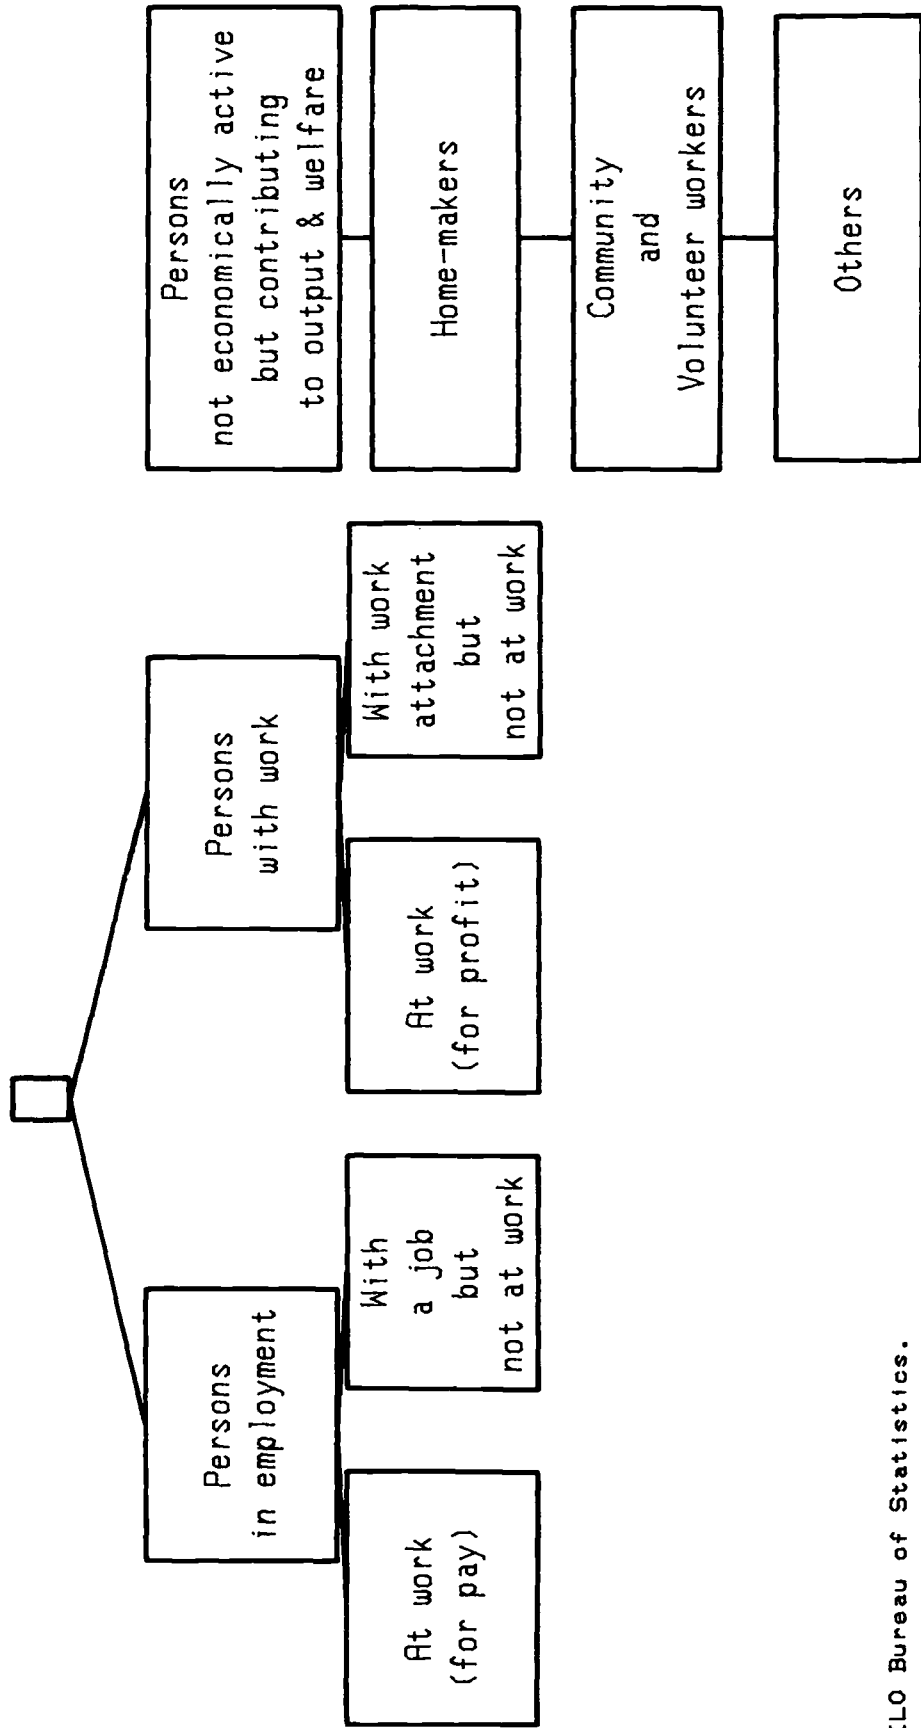 Persons
in employment
Persons
with work
Persons
not economically active
but contributing
to output & welfare
At work
(for pay)
With
a job
but
not at work
At work
(for profit)
With work
attachment
but
not at work
Home-makers
Community
and
Volunteer workers
Others
ILO Bureau of Statistics.